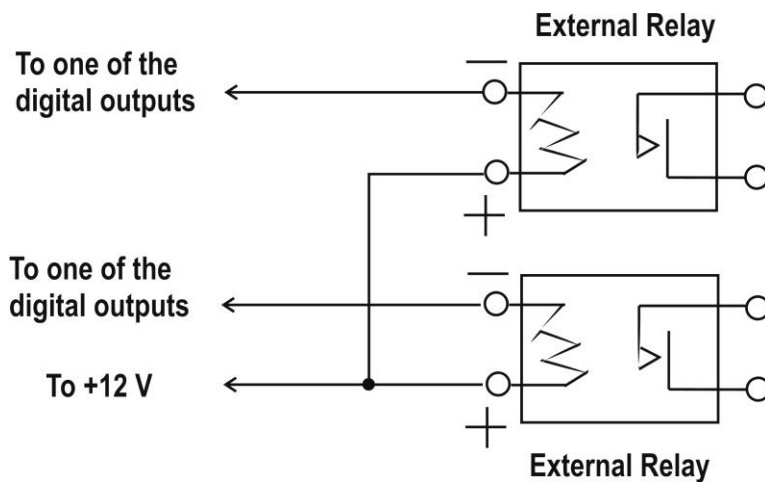 External Relay
To one of the
digital outputs
−
+
To one of the
digital outputs
−
To +12 V
+
External Relay